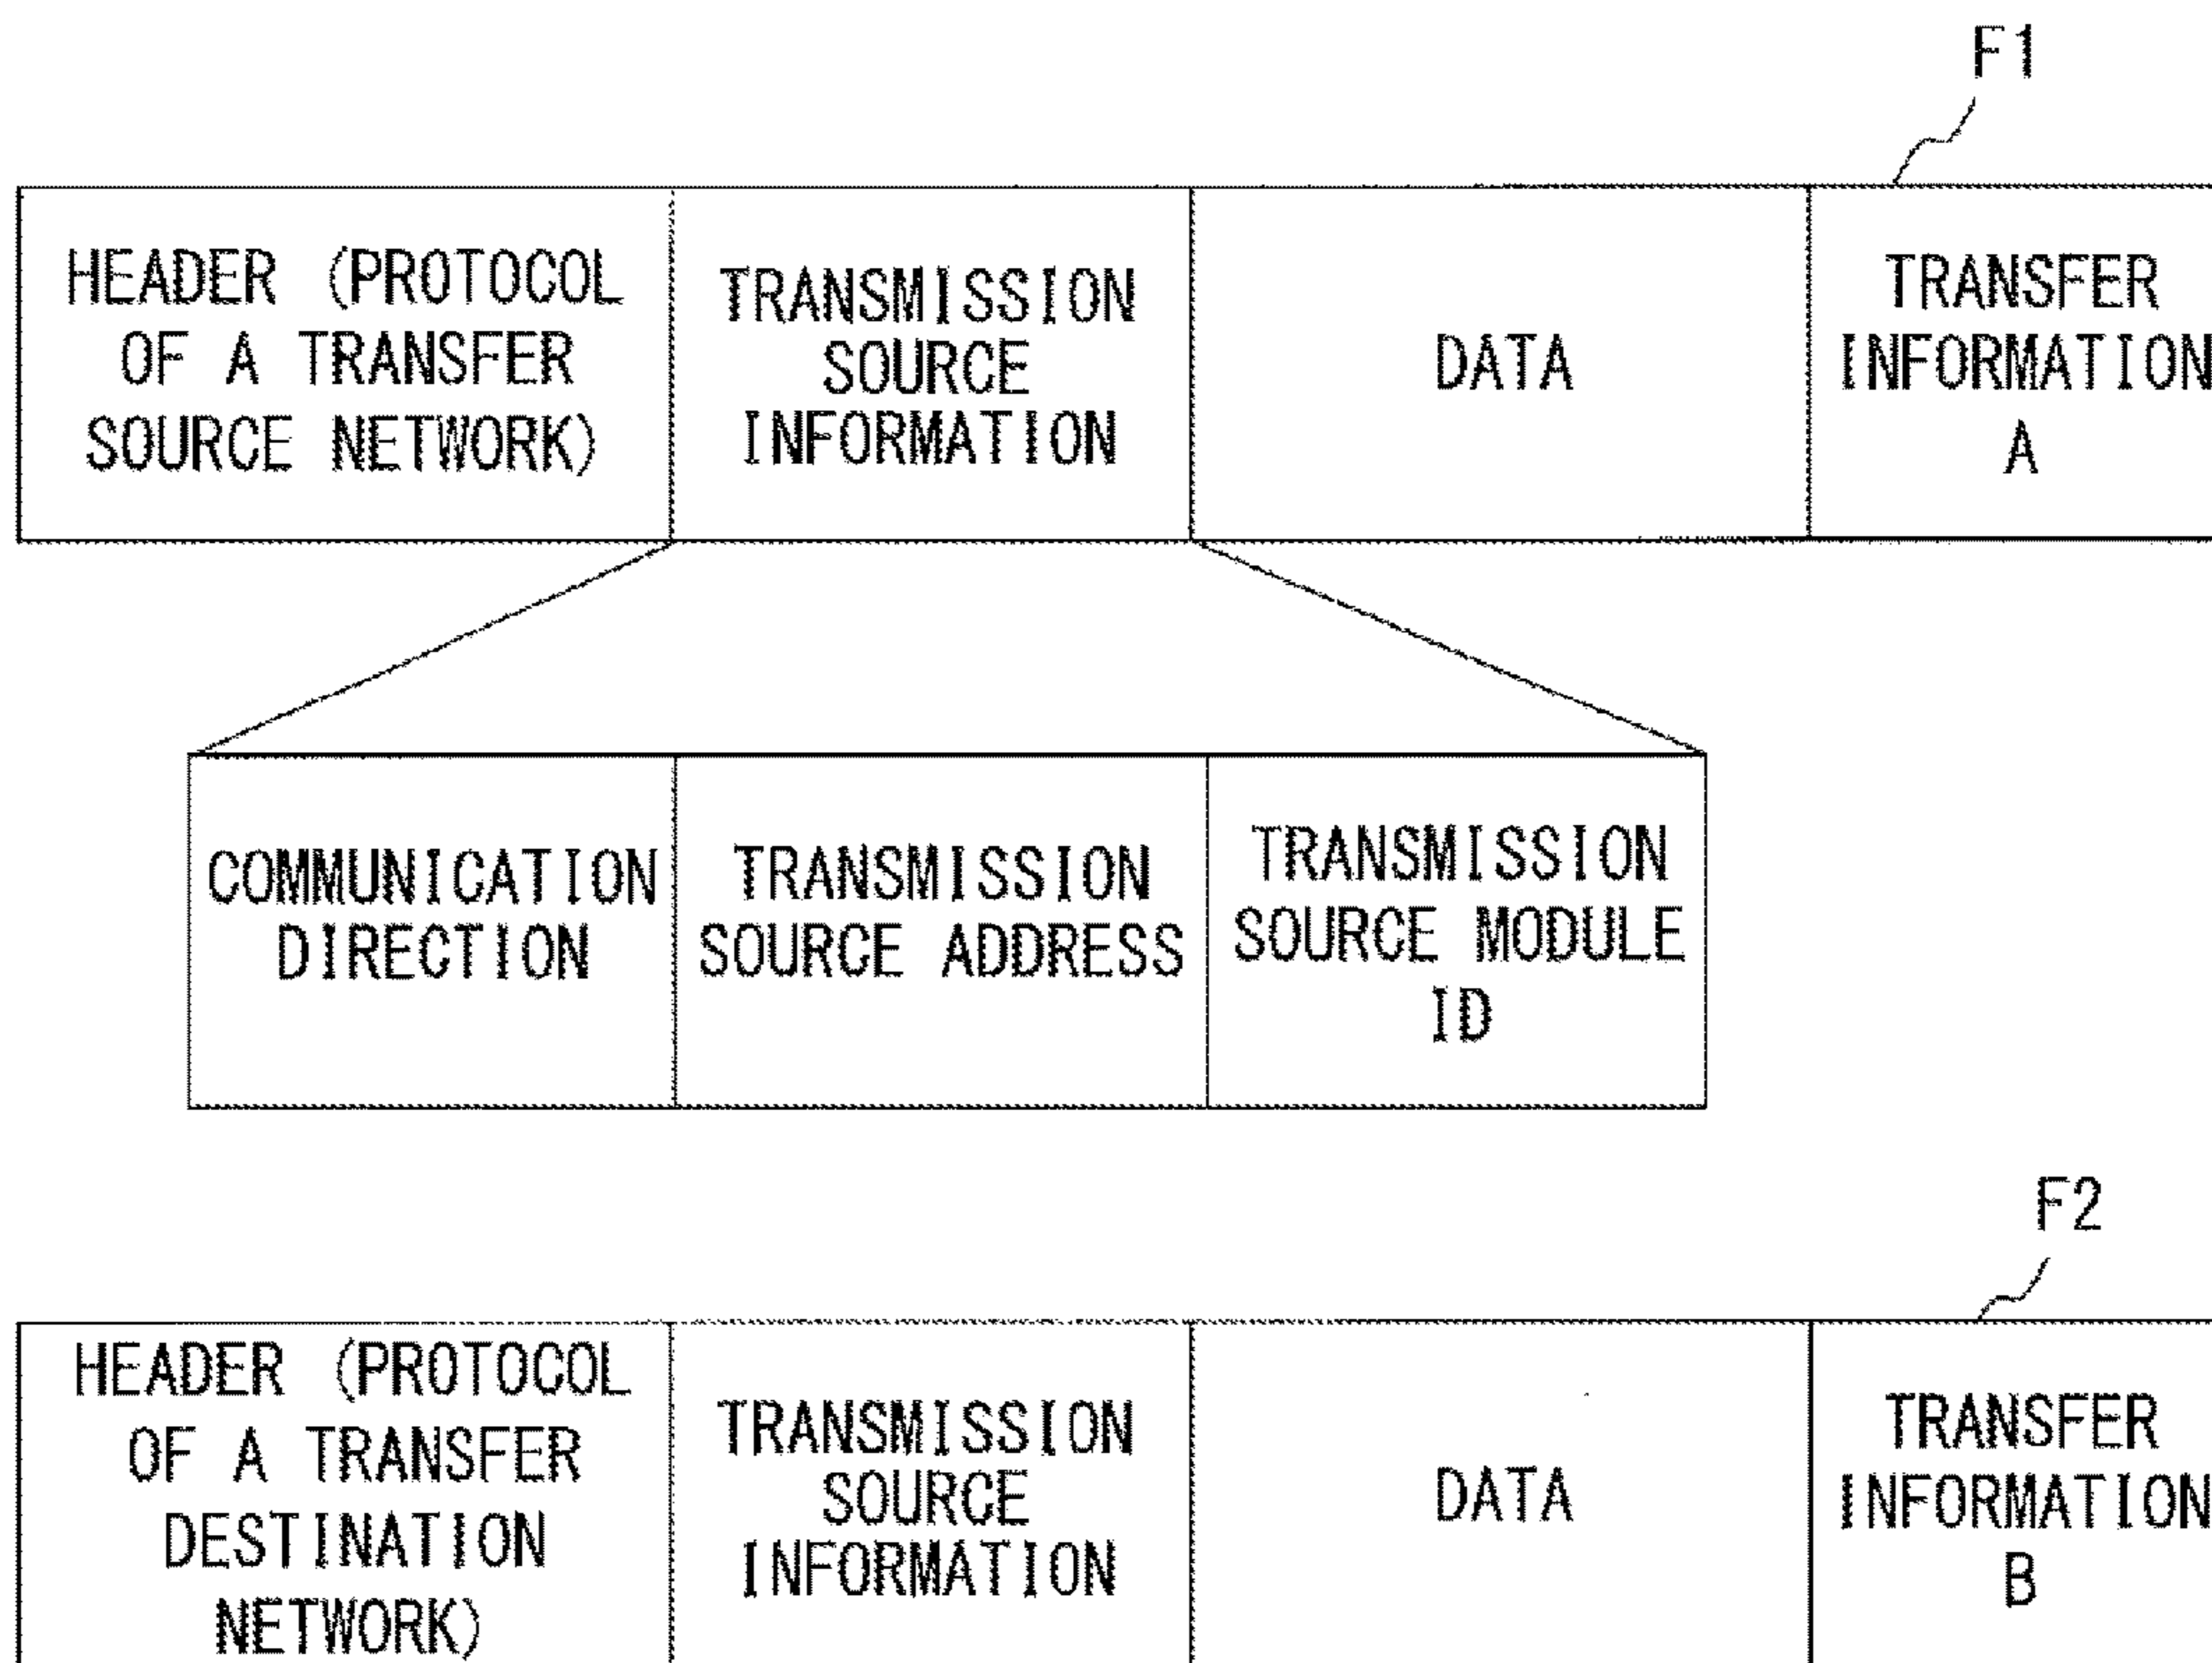 F1
HEADER (PROTOCOL
OF A TRANSFER
SOURCE NETWORK)
TRANSMISSION
SOURCE
INFORMATION
DATA
TRANSFER
INFORMATION
A
COMMUNICATION
DIRECTION
TRANSMISSION
SOURCE ADDRESS
TRANSMISSION
SOURCE MODULE
ID
F2
HEADER (PROTOCOL
OF A TRANSFER
DESTINATION
NETWORK)
TRANSMISSION
SOURCE
INFORMATION
DATA
TRANSFER
INFORMATION
B